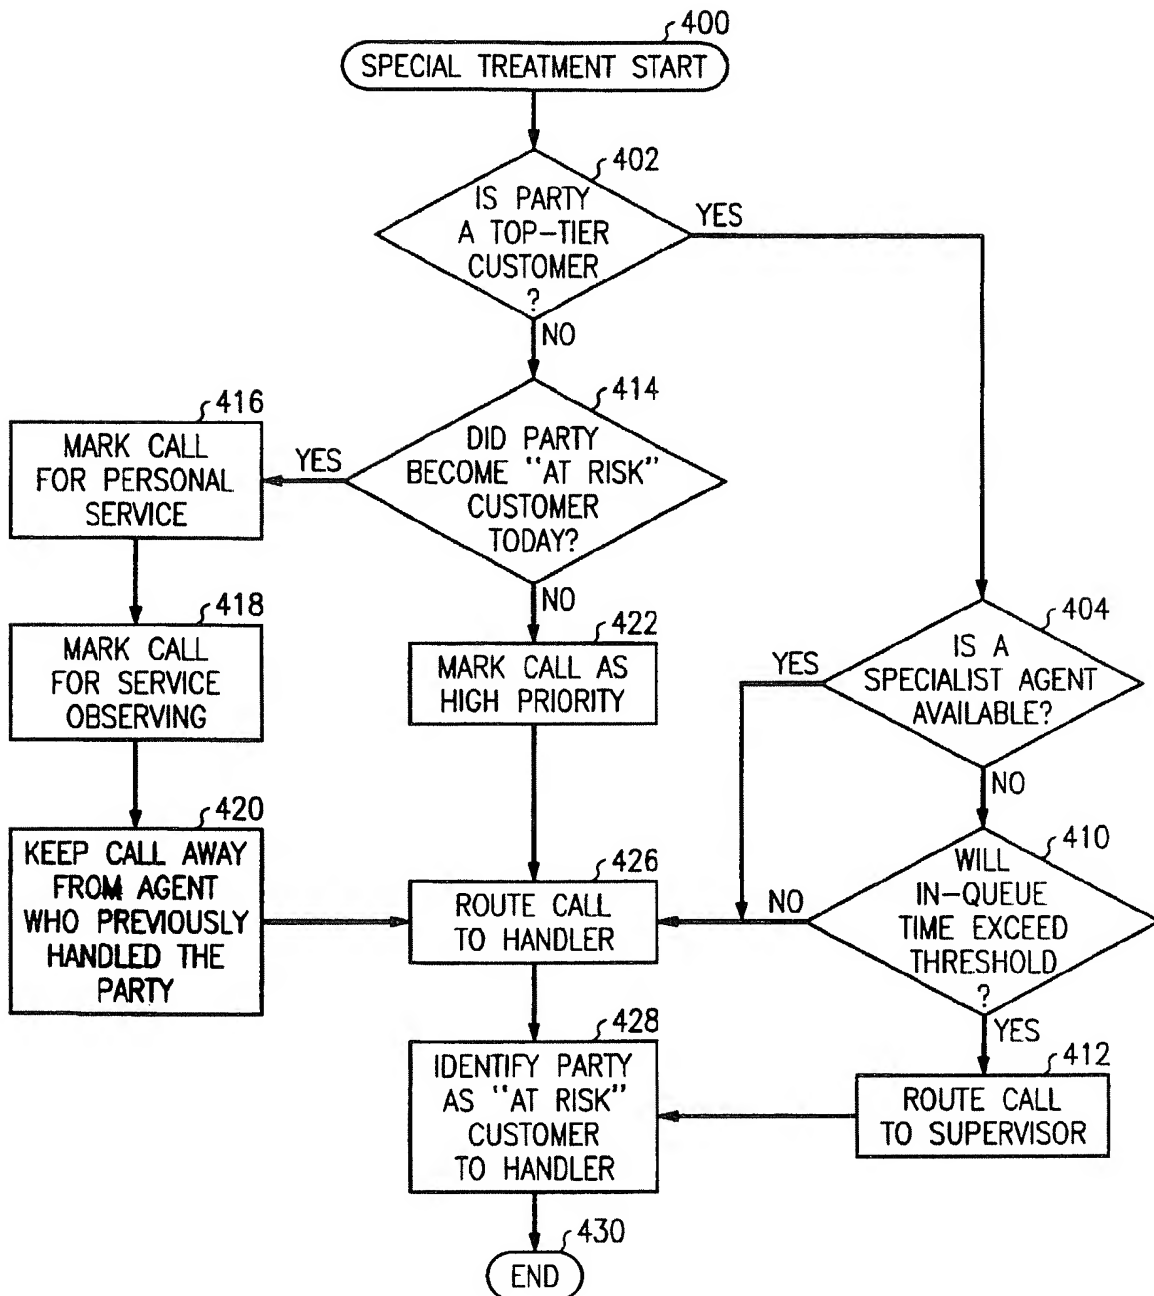 400
SPECIAL TREATMENT START
402
IS PARTY
A TOP-TIER
CUSTOMER
?
YES
NO
414
DID PARTY
BECOME "AT RISK"
CUSTOMER
TODAY?
YES
NO
416
MARK CALL
FOR PERSONAL
SERVICE
418
MARK CALL
FOR SERVICE
OBSERVING
420
KEEP CALL AWAY
FROM AGENT
WHO PREVIOUSLY
HANDLED THE
PARTY
422
MARK CALL AS
HIGH PRIORITY
404
IS A
SPECIALIST AGENT
AVAILABLE?
YES
NO
410
WILL
IN-QUEUE
TIME EXCEED
THRESHOLD
?
NO
YES
426
ROUTE CALL
TO HANDLER
412
ROUTE CALL
TO SUPERVISOR
428
IDENTIFY PARTY
AS "AT RISK"
CUSTOMER
TO HANDLER
430
END